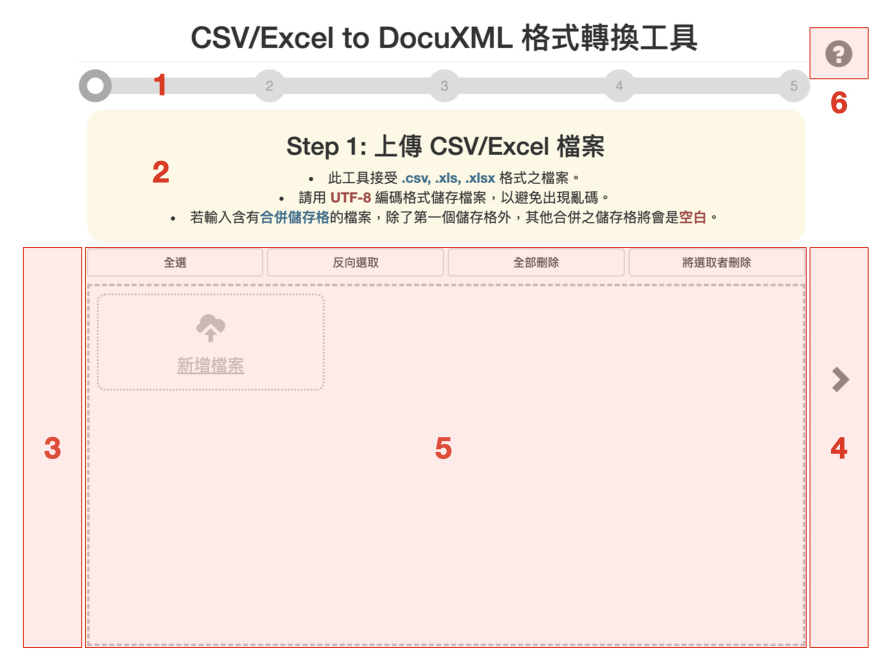 CSV/Excel to DocuXML 格式轉換工具
?
1
2
3
4
5
6
Step 1: 上傳 CSV/Excel 檔案
2
• 此工具接受 .csv, .xls, .xlsx 格式之檔案。
• 請用 UTF-8 編碼格式儲存檔案，以避免出現亂碼。
• 若輸入含有合併儲存格的檔案，除了第一個儲存格外，其他合併之儲存格將會是空白。
全選
反向選取
全部刪除
將選取者刪除
新增檔案
3
5
4